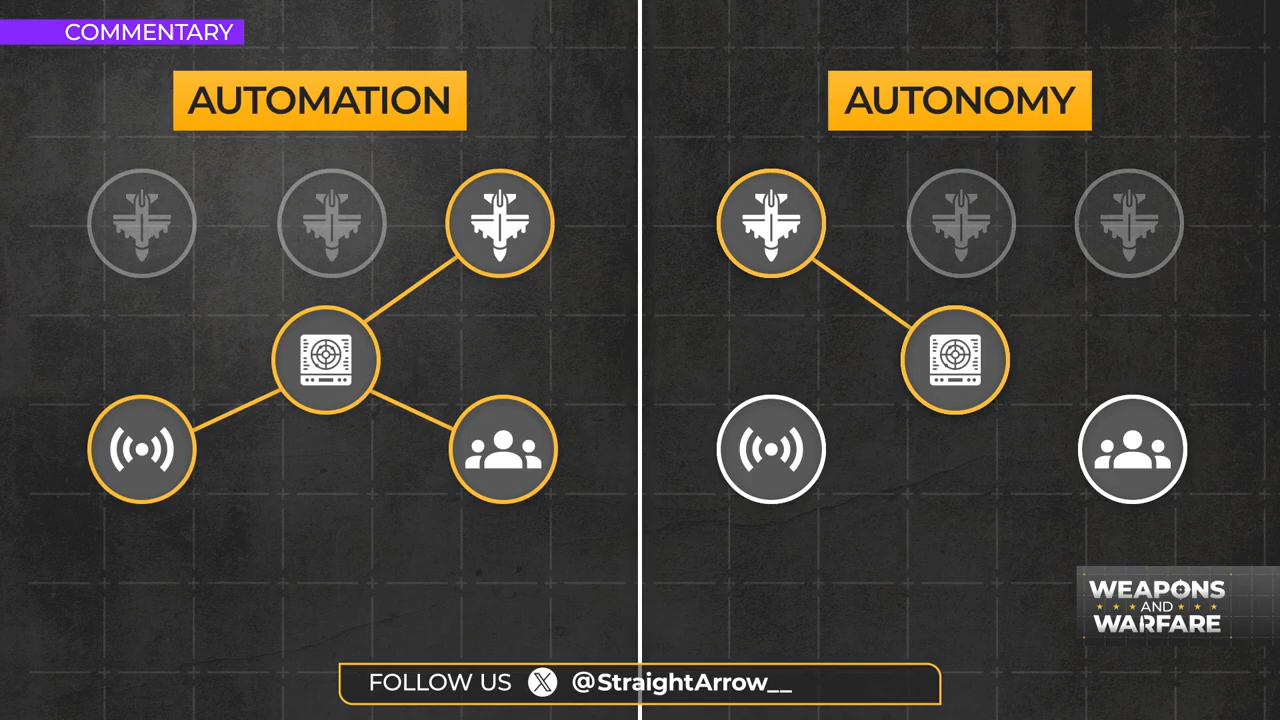 COMMENTARY
AUTOMATION
AUTONOMY
WEAPONS
AND
WARFARE
FOLLOW US X @StraightArrow__